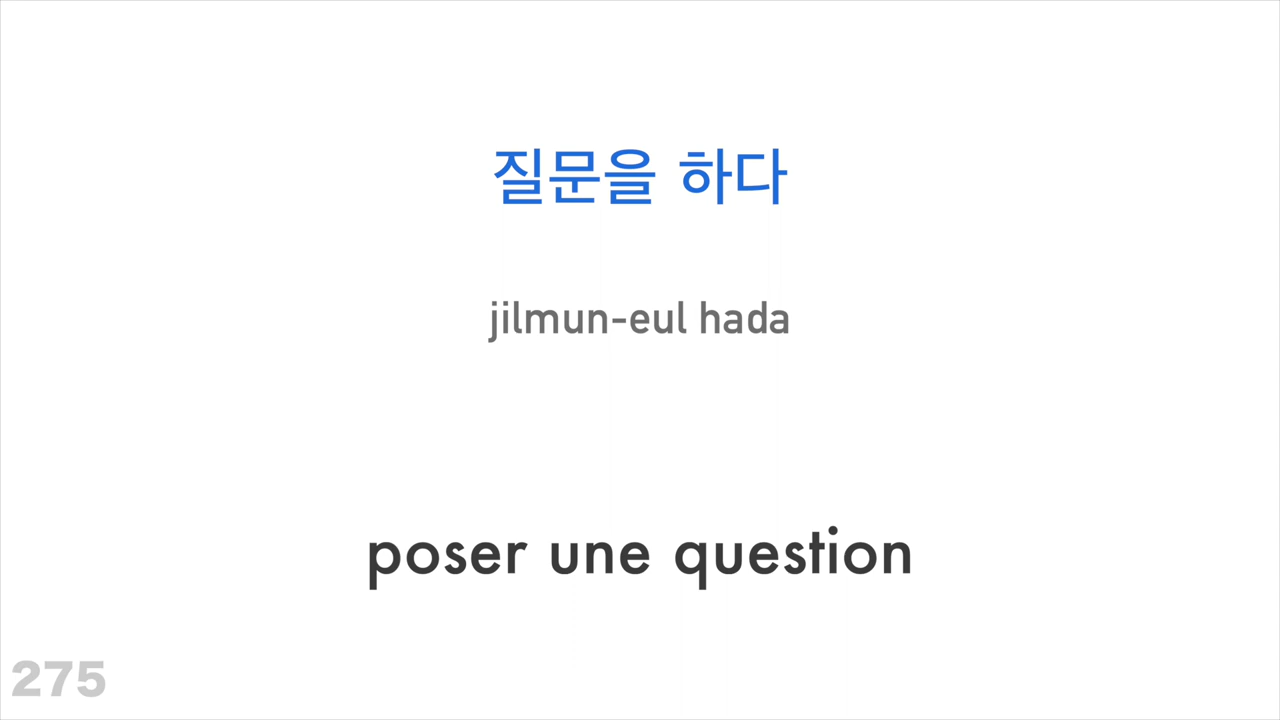 질문을 하다
jilmun-eul hada
poser une question
275